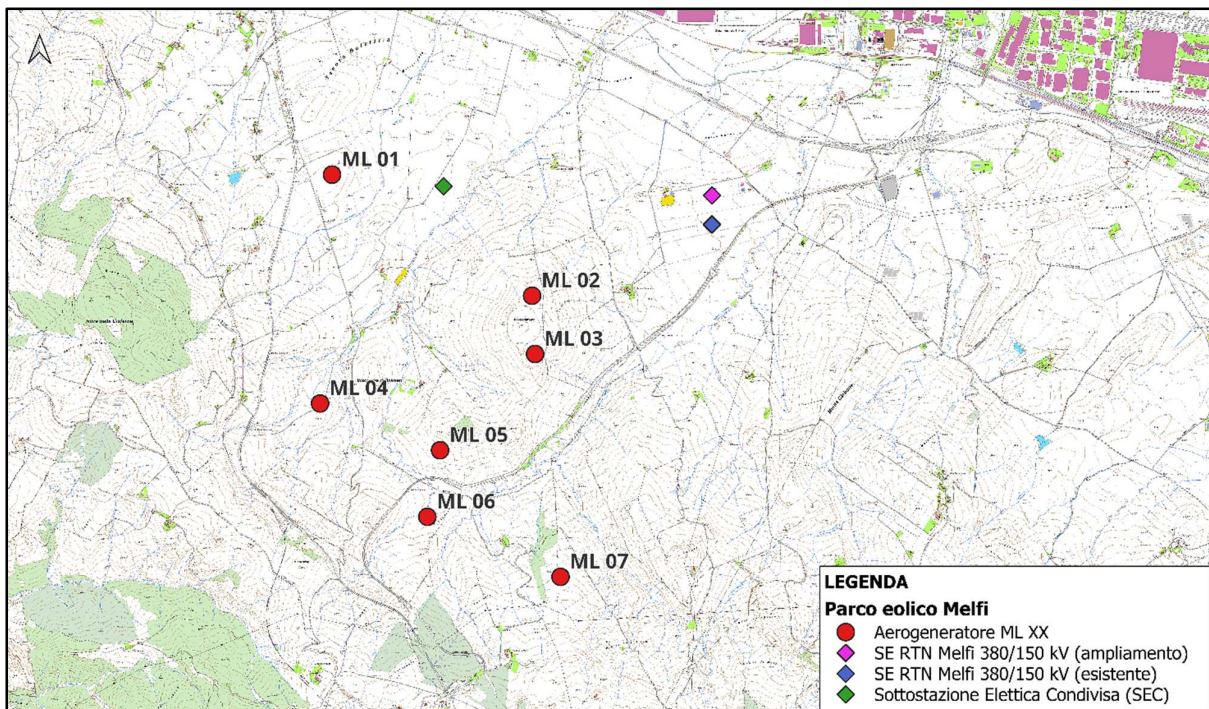 ML 01
ML 02
ML 03
ML 04
ML 05
ML 06
ML 07
LEGENDA
Parco eolico Melfi
Aerogeneratore ML XX
SE RTN Melfi 380/150 kV (ampliamento)
SE RTN Melfi 380/150 kV (esistente)
Sottostazione Elettica Condivisa (SEC)